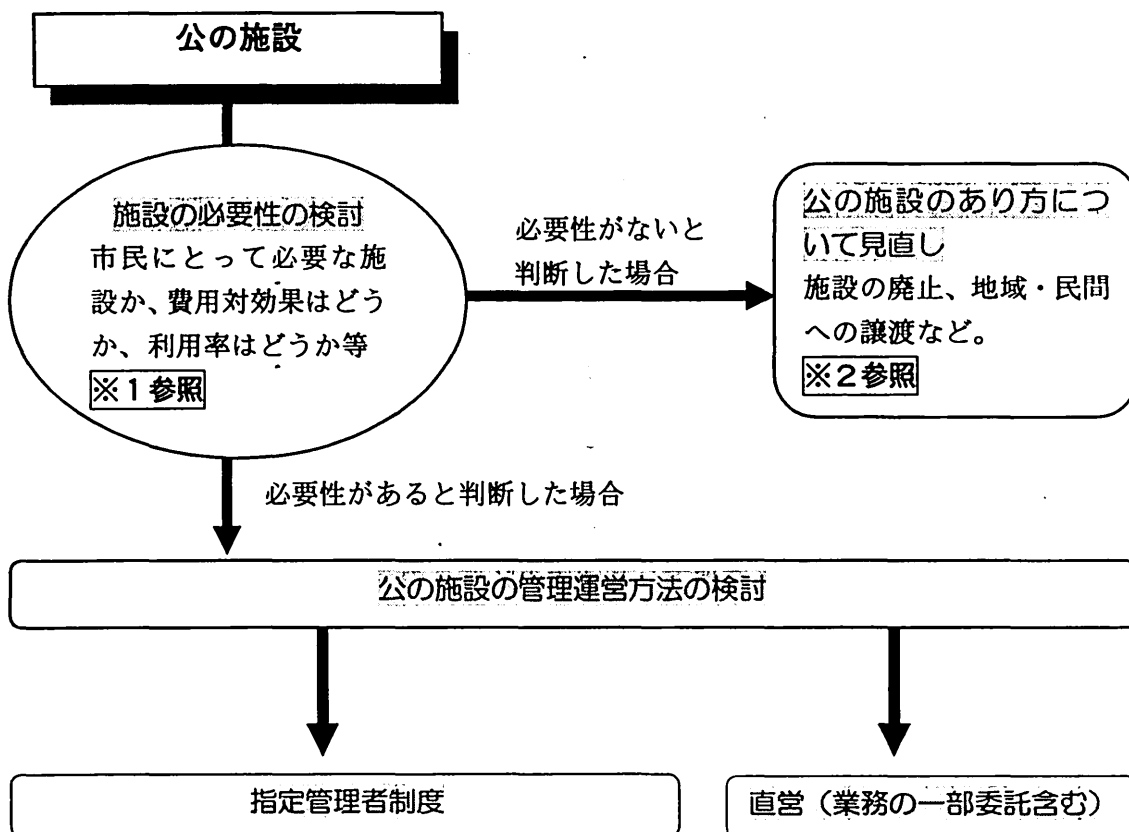 公の施設
施設の必要性の検討
市民にとって必要な施
設か、費用対効果はどう
か、利用率はどうか等
※1参照
必要性がないと
判断した場合
公の施設のあり方につ
いて見直し
施設の廃止、地域・民間
への譲渡など。
※2参照
必要性があると判断した場合
公の施設の管理運営方法の検討
指定管理者制度
直営（業務の一部委託含む）